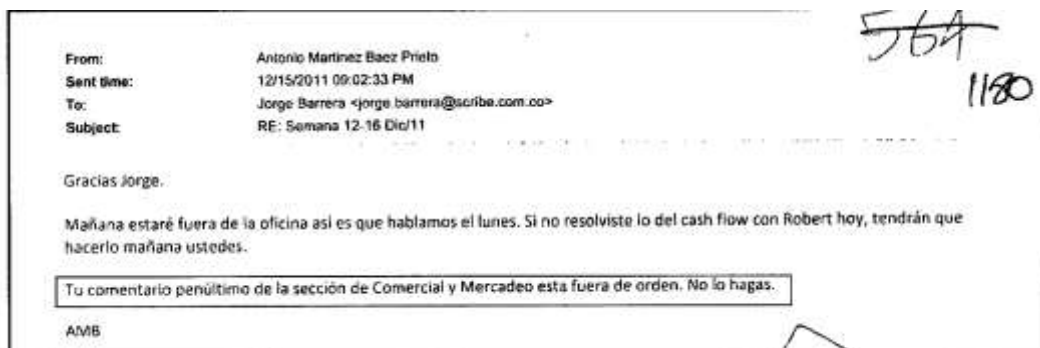 564
1180
From: Antonio Martinez Baez Prieto
Sent time: 12/15/2011 09:02:33 PM
To: Jorge Barrera <jorge.barrera@scribe.com.co>
Subject: RE: Semana 12-16 Dic/11
Gracias Jorge.
Mañana estaré fuera de la oficina asi es que hablamos el lunes. Si no resolviste lo del cash flow con Robert hoy, tendrán que
hacerlo mañana ustedes.
Tu comentario penúltimo de la sección de Comercial y Mercadeo esta fuera de orden. No lo hagas.
AMB